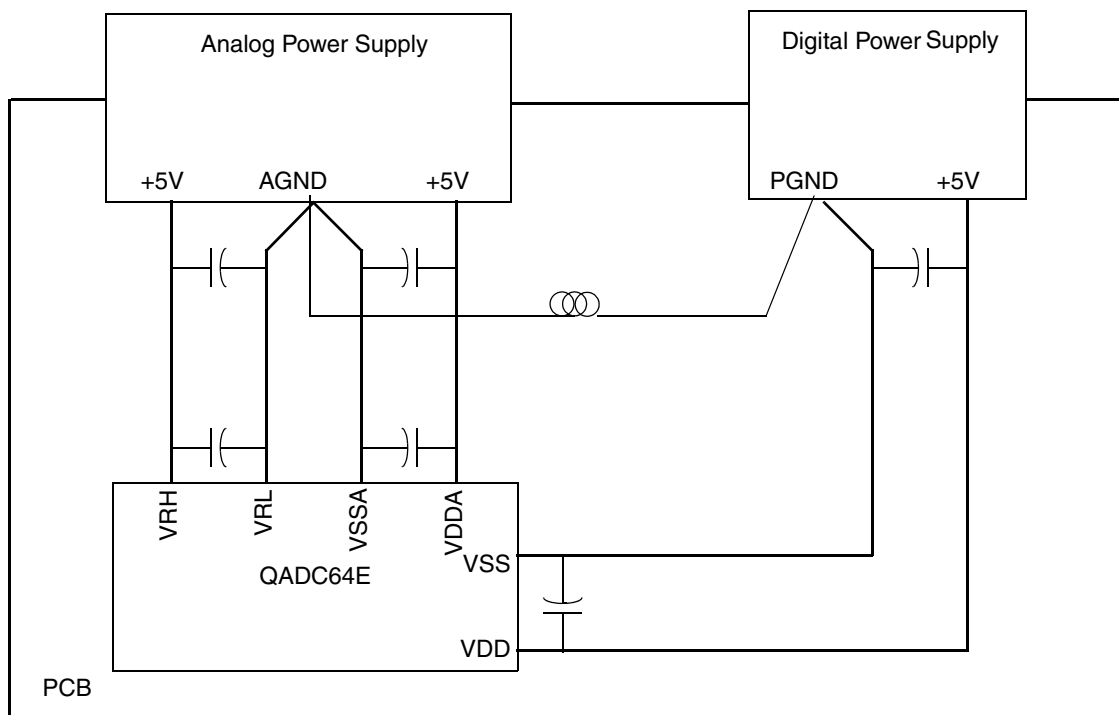 Analog Power Supply
Digital Power Supply
+5V
AGND
+5V
PGND
+5V
VRH
VRL
VSSA
VDDA
VSS
QADC64E
VDD
PCB